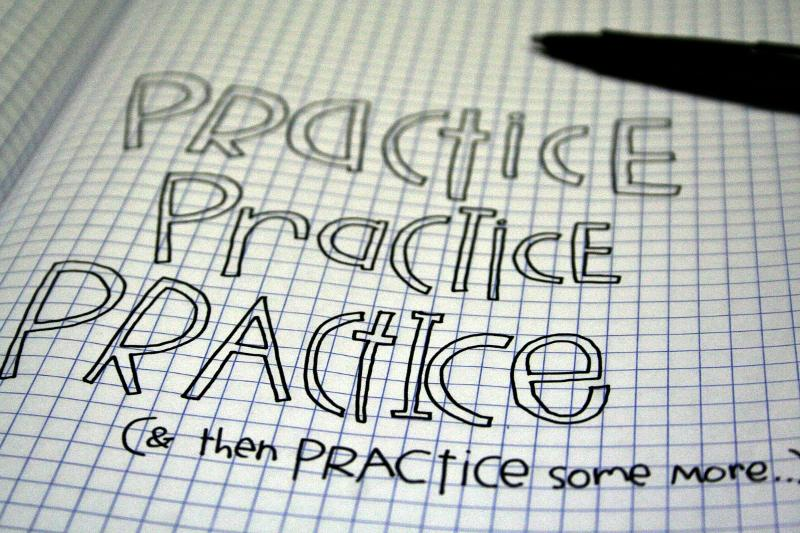 PRacticE
PracTicE
PRACtIce
(& then PRACtice some more...)